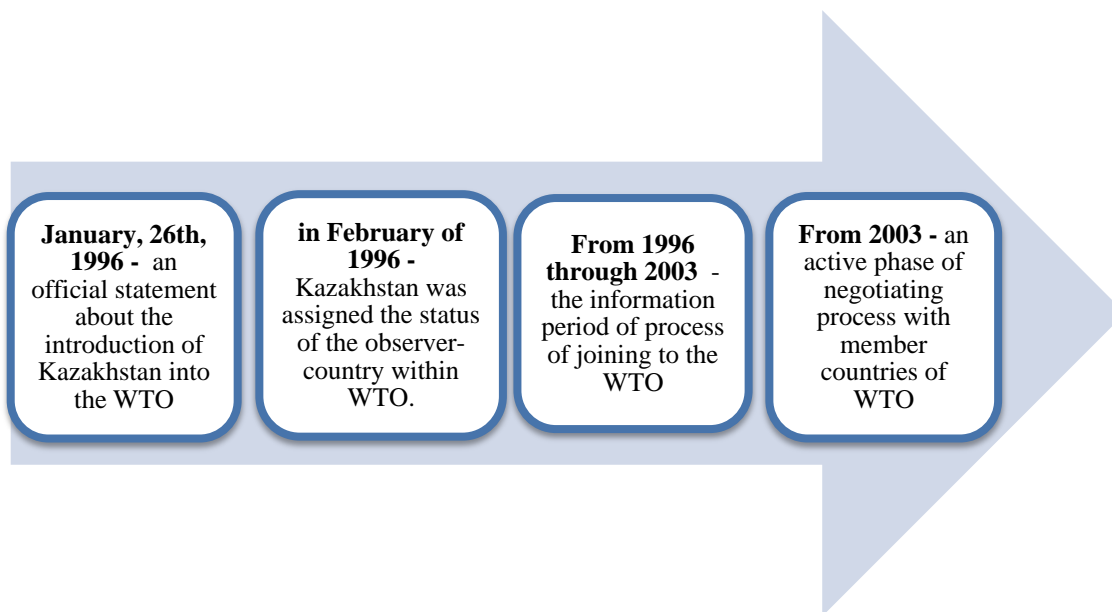 January, 26th,
1996 - an
official statement
about the
introduction of
Kazakhstan into
the WTO
in February of
1996 -
Kazakhstan was
assigned the status
of the observer-
country within
WTO.
From 1996
through 2003 -
the information
period of process
of joining to the
WTO
From 2003 - an
active phase of
negotiating
process with
member
countries of
WTO